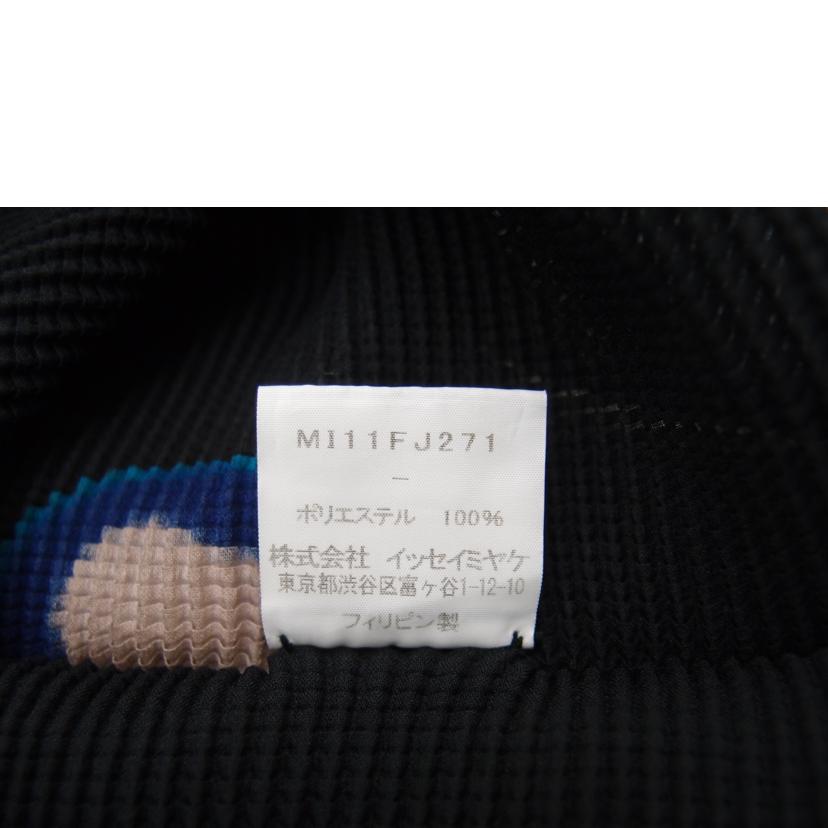 MI11FJ271
—
ポリエステル 100%
株式会社 イッセイミヤケ
東京都渋谷区富ヶ谷1-12-10
フィリピン製